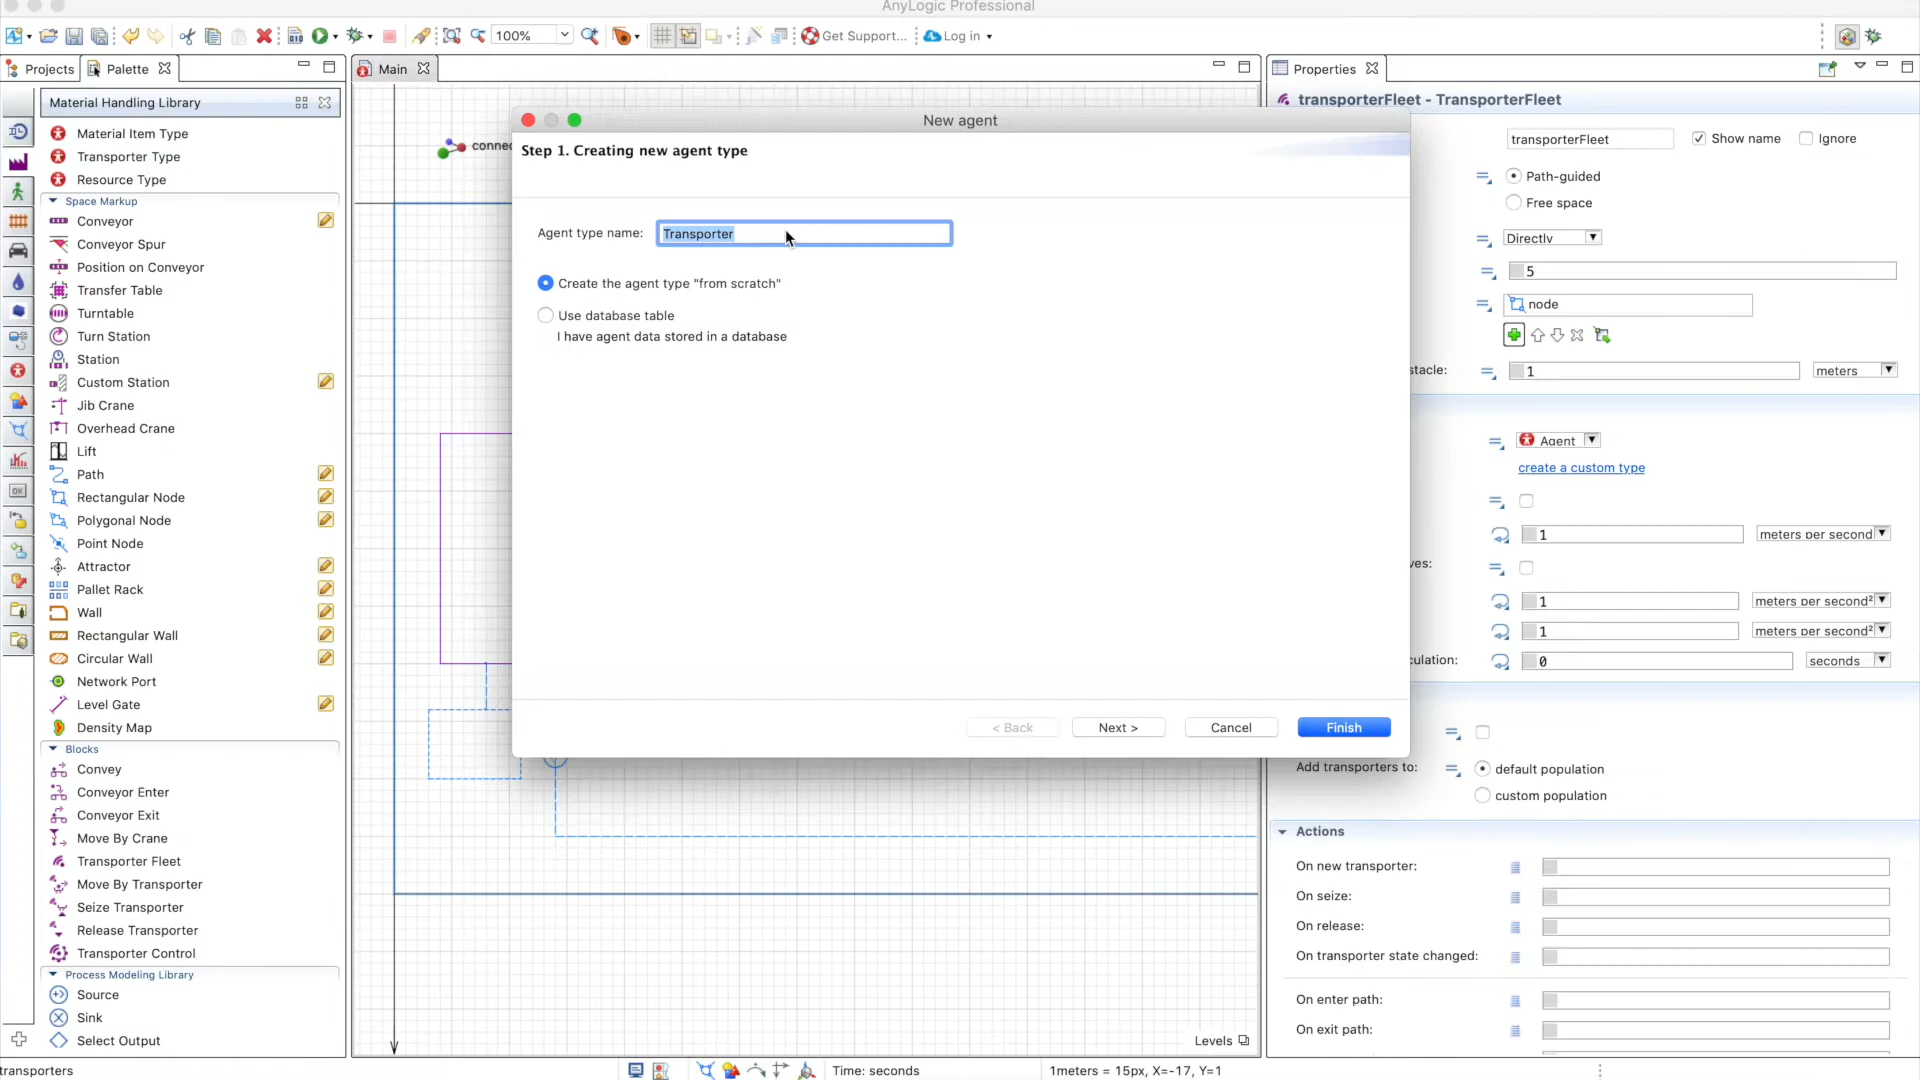 AnyLogic Professional
100%
Get Support...
Log in
Projects
Palette
Main
Properties
Material Handling Library
Material Item Type
Transporter Type
Resource Type
Space Markup
Conveyor
Conveyor Spur
Position on Conveyor
Transfer Table
Turntable
Turn Station
Station
Custom Station
Jib Crane
Overhead Crane
Lift
Path
Rectangular Node
Polygonal Node
Point Node
Attractor
Pallet Rack
Wall
Rectangular Wall
Circular Wall
Network Port
Level Gate
Density Map
Blocks
Convey
Conveyor Enter
Conveyor Exit
Move By Crane
Transporter Fleet
Move By Transporter
Seize Transporter
Release Transporter
Transporter Control
Process Modeling Library
Source
Sink
Select Output
connec
New agent
Step 1. Creating new agent type
Agent type name: Transporter
Create the agent type "from scratch"
Use database table
I have agent data stored in a database
< Back
Next >
Cancel
Finish
Levels
transporterFleet - TransporterFleet
transporterFleet
Show name
Ignore
Path-guided
Free space
Directly
5
node
stacle: 1 meters
Agent
create a custom type
1 meters per second
ves:
1 meters per second²
1 meters per second²
culation: 0 seconds
Add transporters to: default population
custom population
Actions
On new transporter:
On seize:
On release:
On transporter state changed:
On enter path:
On exit path:
transporters
Time: seconds
1meters = 15px, X=-17, Y=1
OK